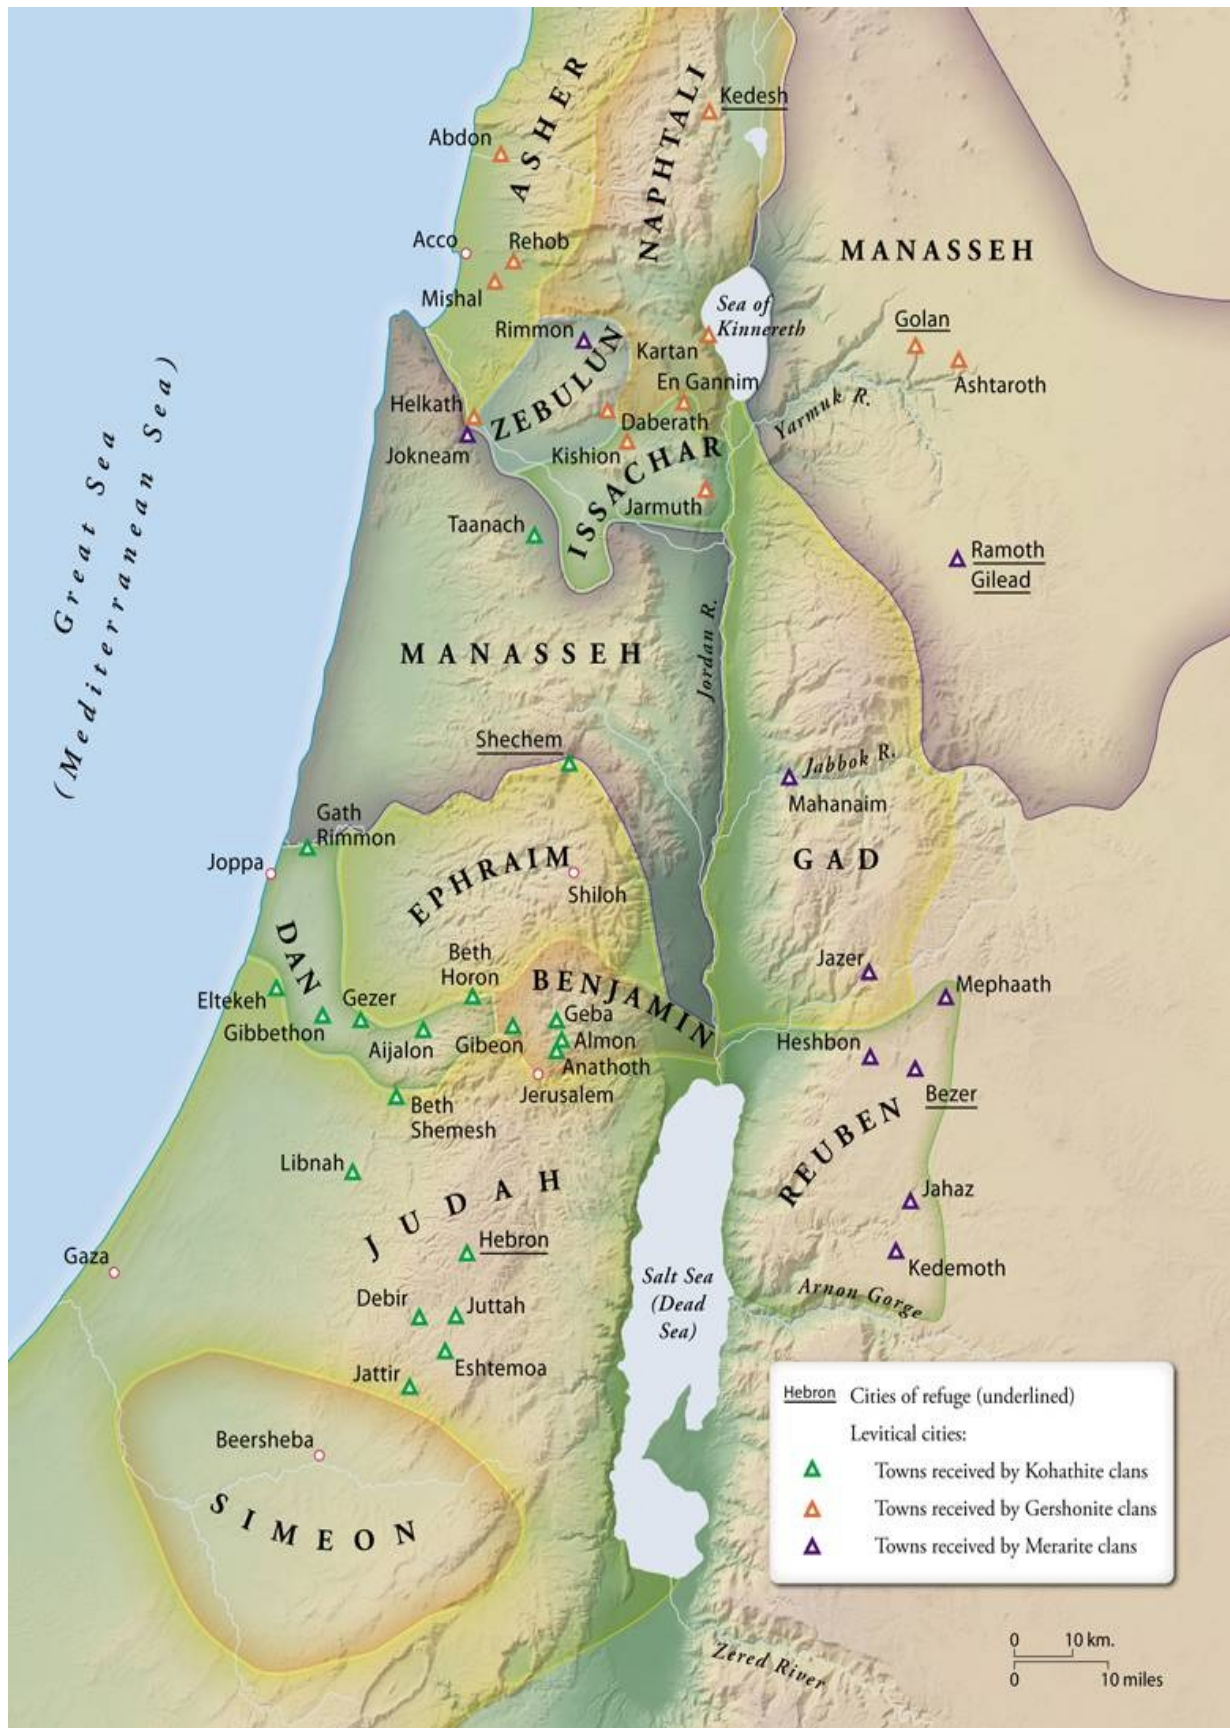 ASHER
NAPHTALI
Kedesh
Abdon
Acco
Rehob
MANASSEH
Mishal
Sea of
Kinnereth
Rimmon
Golan
Kartan
ZEBULUN
En Gannim
Ashtaroth
Helkath
Daberath
Yarmuk R.
Jokneam
Kishion
ISSACHAR
Great Sea
(Mediterranean Sea)
Jarmuth
Taanach
Ramoth
Gilead
MANASSEH
Jordan R.
Shechem
Jabbok R.
Mahanaim
Gath
Rimmon
Joppa
EPHRAIM
GAD
Shiloh
DAN
Beth
Horon
BENJAMIN
Jazer
Mephaath
Eltekeh
Gezer
Geba
Gibbethon
Aijalon
Gibeon
Almon
Heshbon
Anathoth
Jerusalem
Bezer
Beth
Shemesh
REUBEN
Libnah
JUDAH
Jahaz
Hebron
Gaza
Kedemoth
Salt Sea
(Dead
Sea)
Arnon Gorge
Debir
Juttah
Eshtemoa
Jattir
Beersheba
SIMEON
Hebron Cities of refuge (underlined)
Levitical cities:
Towns received by Kohathite clans
Towns received by Gershonite clans
Towns received by Merarite clans
Zered River
0 10 km.
0 10 miles